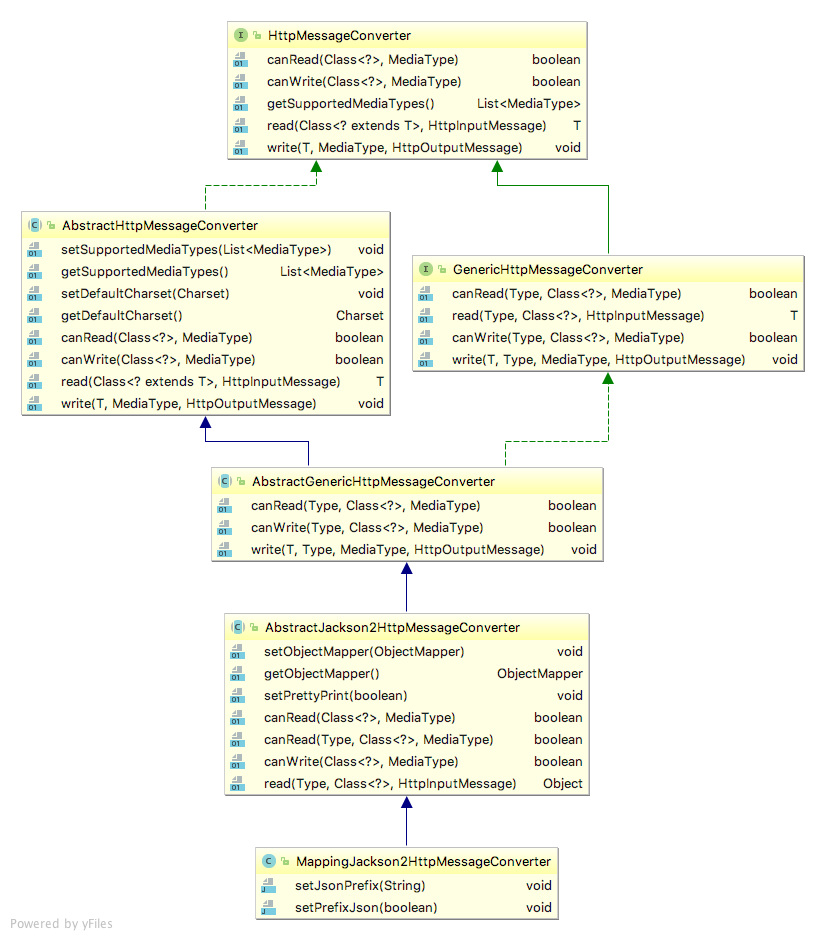 HttpMessageConverter
canRead(Class<?>, MediaType) boolean
canWrite(Class<?>, MediaType) boolean
getSupportedMediaTypes() List<MediaType>
read(Class<? extends T>, HttpInputMessage) T
write(T, MediaType, HttpOutputMessage) void
AbstractHttpMessageConverter
setSupportedMediaTypes(List<MediaType>) void
getSupportedMediaTypes() List<MediaType>
setDefaultCharset(Charset) void
getDefaultCharset() Charset
canRead(Class<?>, MediaType) boolean
canWrite(Class<?>, MediaType) boolean
read(Class<? extends T>, HttpInputMessage) T
write(T, MediaType, HttpOutputMessage) void
GenericHttpMessageConverter
canRead(Type, Class<?>, MediaType) boolean
read(Type, Class<?>, HttpInputMessage) T
canWrite(Type, Class<?>, MediaType) boolean
write(T, Type, MediaType, HttpOutputMessage) void
AbstractGenericHttpMessageConverter
canRead(Type, Class<?>, MediaType) boolean
canWrite(Type, Class<?>, MediaType) boolean
write(T, Type, MediaType, HttpOutputMessage) void
AbstractJackson2HttpMessageConverter
setObjectMapper(ObjectMapper) void
getObjectMapper() ObjectMapper
setPrettyPrint(boolean) void
canRead(Class<?>, MediaType) boolean
canRead(Type, Class<?>, MediaType) boolean
canWrite(Class<?>, MediaType) boolean
read(Type, Class<?>, HttpInputMessage) Object
MappingJackson2HttpMessageConverter
setJsonPrefix(String) void
setPrefixJson(boolean) void
Powered by yFiles